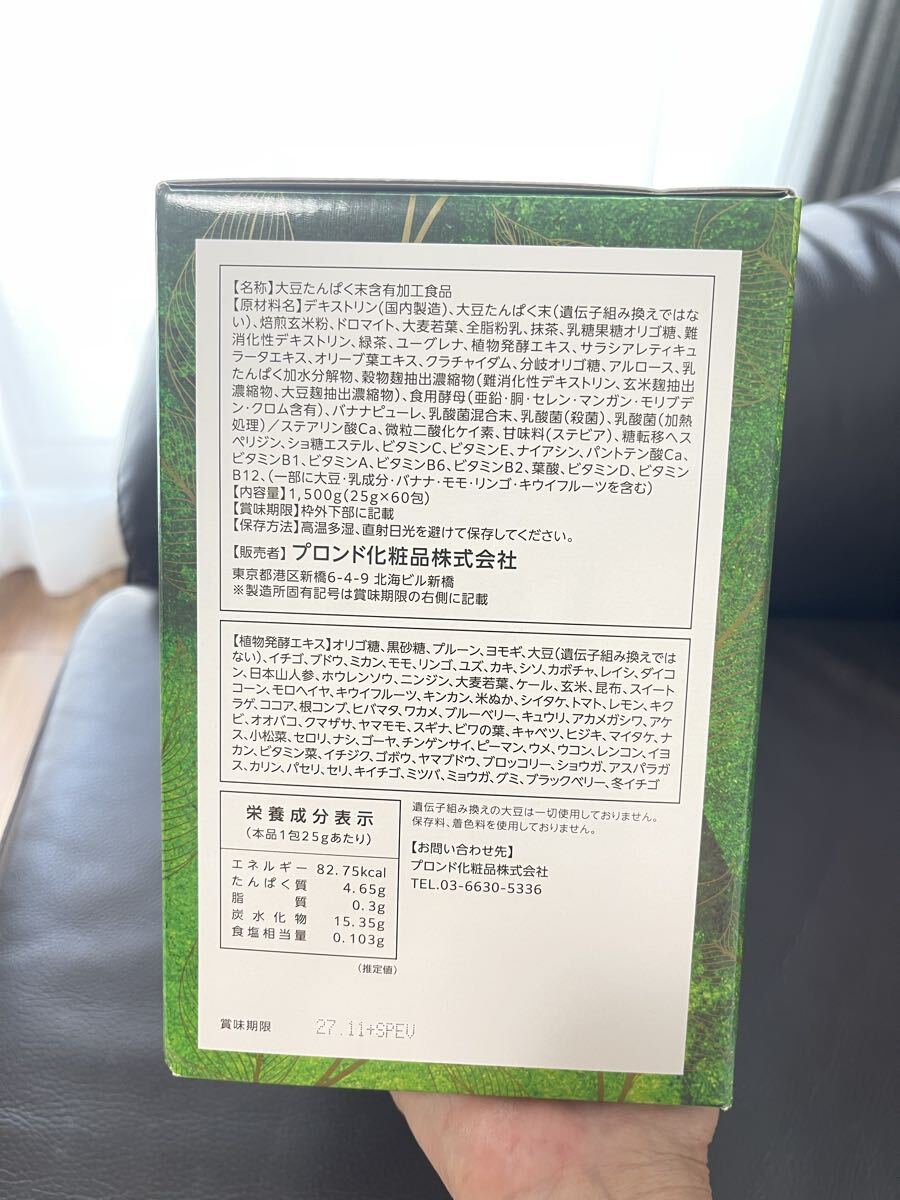 【名称】大豆たんぱく末含有加工食品
【原材料名】デキストリン(国内製造)、大豆たんぱく末(遺伝子組み換えではな
い)、焙煎玄米粉、ドロマイト、大麦若葉、全脂粉乳、抹茶、乳糖果糖オリゴ糖、難
消化性デキストリン、緑茶、ユーグレナ、植物発酵エキス、サラシアレティキュ
ラータエキス、オリーブ葉エキス、クラチャイダム、分岐オリゴ糖、アルロース、乳
たんぱく加水分解物、穀物麹抽出濃縮物(難消化性デキストリン、玄米麹抽出
濃縮物、大豆麹抽出濃縮物)、食用酵母(亜鉛・胴・セレン・マンガン・モリブデ
ン・クロム含有)、バナナピューレ、乳酸菌混合末、乳酸菌(殺菌)、乳酸菌(加熱
処理)／ステアリン酸Ca、微粒二酸化ケイ素、甘味料(ステビア)、糖転移ヘス
ペリジン、ショ糖エステル、ビタミンC、ビタミンE、ナイアシン、パントテン酸Ca、
ビタミンB1、ビタミンA、ビタミンB6、ビタミンB2、葉酸、ビタミンD、ビタミン
B12、(一部に大豆・乳成分・バナナ・モモ・リンゴ・キウイフルーツを含む)
【内容量】1,500g(25g×60包)
【賞味期限】枠外下部に記載
【保存方法】高温多湿、直射日光を避けて保存してください。
【販売者】プロンド化粧品株式会社
東京都港区新橋6-4-9 北海ビル新橋
※製造所固有記号は賞味期限の右側に記載
【植物発酵エキス】オリゴ糖、黒砂糖、プルーン、ヨモギ、大豆(遺伝子組み換えでは
ない)、イチゴ、ブドウ、ミカン、モモ、リンゴ、ユズ、カキ、シソ、カボチャ、レイシ、ダイコ
ン、日本山人参、ホウレンソウ、ニンジン、大麦若葉、ケール、玄米、昆布、スイート
コーン、モロヘイヤ、キウイフルーツ、キンカン、米ぬか、シイタケ、トマト、レモン、キク
ラゲ、ココア、根コンブ、ヒバマタ、ワカメ、ブルーベリー、キュウリ、アカメガシワ、アケ
ビ、オオバコ、クマザサ、ヤマモモ、スギナ、ビワの葉、キャベツ、ヒジキ、マイタケ、ナ
ス、小松菜、セロリ、ナシ、ゴーヤ、チンゲンサイ、ピーマン、ウメ、ウコン、レンコン、イヨ
カン、ビタミン菜、イチジク、ゴボウ、ヤマブドウ、ブロッコリー、ショウガ、アスパラガ
ス、カリン、パセリ、セリ、キイチゴ、ミツバ、ミョウガ、グミ、ブラックベリー、冬イチゴ
栄養成分表示
(本品1包25gあたり)
エネルギー 82.75kcal
たんぱく質 4.65g
脂質 0.3g
炭水化物 15.35g
食塩相当量 0.103g
(推定値)
遺伝子組み換えの大豆は一切使用しておりません。
保存料、着色料を使用しておりません。
【お問い合わせ先】
プロンド化粧品株式会社
TEL.03-6630-5336
賞味期限 27.11+SPEV